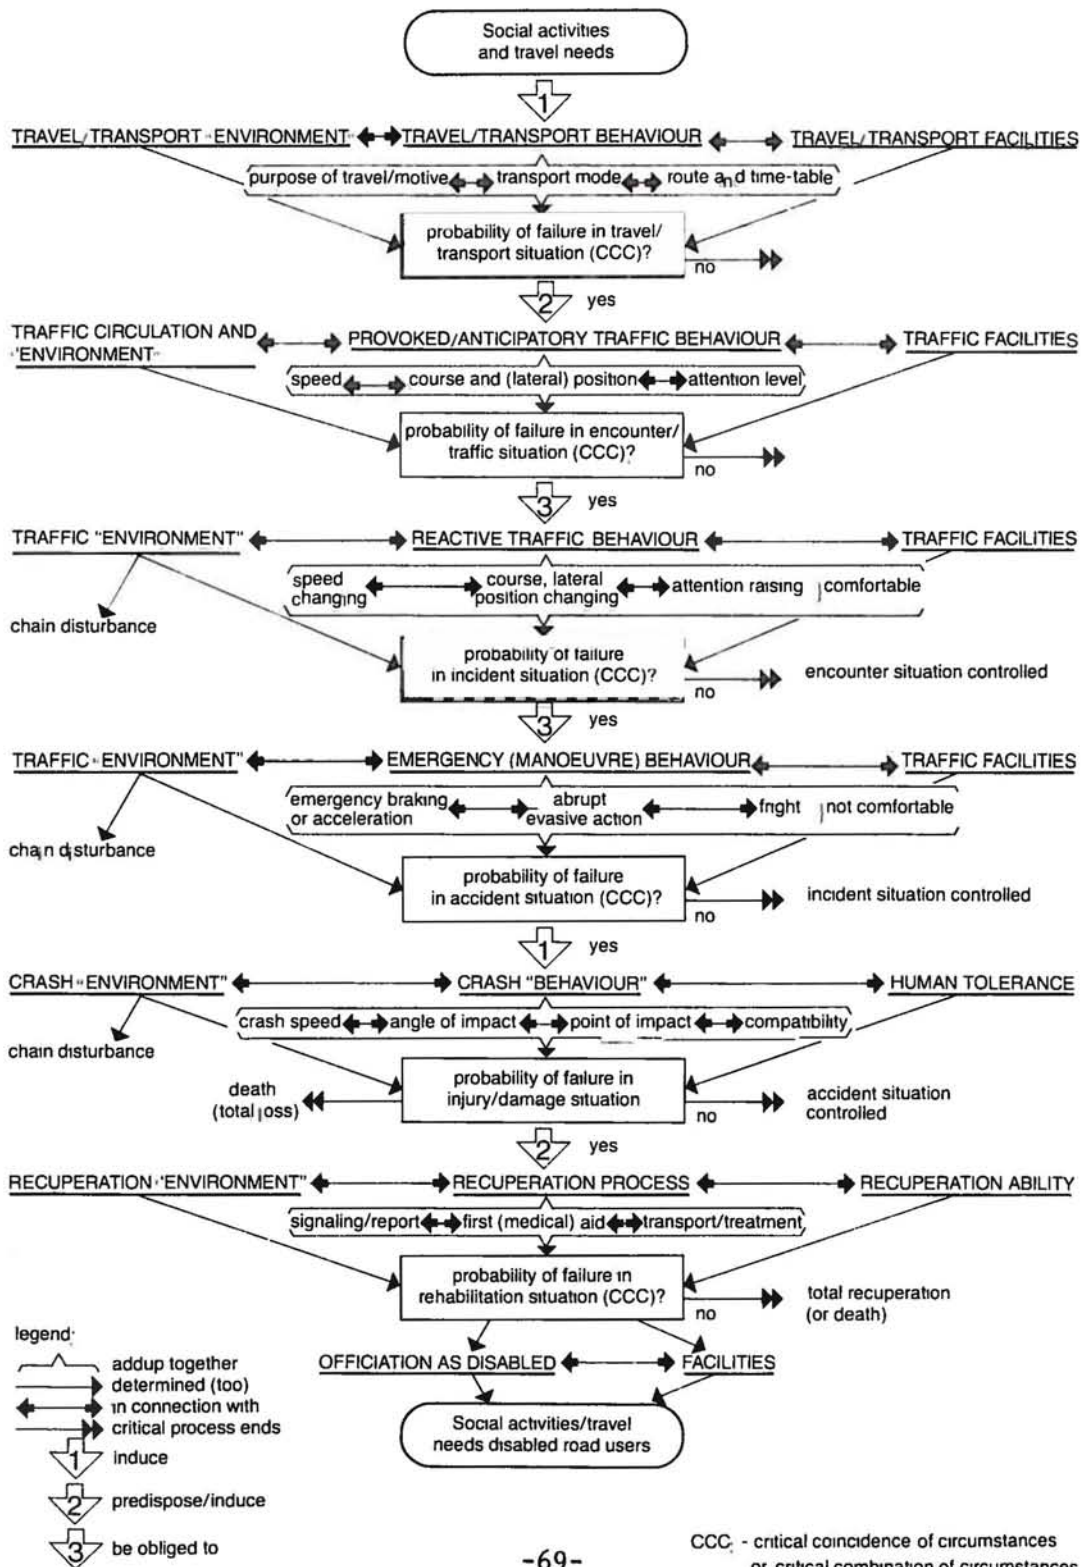 Social activities
and travel needs
1
TRAVEL/TRANSPORT "ENVIRONMENT" TRAVEL/TRANSPORT BEHAVIOUR TRAVEL/TRANSPORT FACILITIES
purpose of travel/motive transport mode route and time-table
probability of failure in travel/
transport situation (CCC)?
no
2 yes
TRAFFIC CIRCULATION AND
"ENVIRONMENT" PROVOKED/ANTICIPATORY TRAFFIC BEHAVIOUR TRAFFIC FACILITIES
speed course and (lateral) position attention level
probability of failure in encounter/
traffic situation (CCC)?
no
3 yes
TRAFFIC "ENVIRONMENT" REACTIVE TRAFFIC BEHAVIOUR TRAFFIC FACILITIES
speed course, lateral
changing position changing attention raising comfortable
chain disturbance
probability of failure
in incident situation (CCC)?
no encounter situation controlled
3 yes
TRAFFIC "ENVIRONMENT" EMERGENCY (MANOEUVRE) BEHAVIOUR TRAFFIC FACILITIES
emergency braking abrupt
or acceleration evasive action fright not comfortable
chain disturbance
probability of failure
in accident situation (CCC)?
no incident situation controlled
1 yes
CRASH "ENVIRONMENT" CRASH "BEHAVIOUR" HUMAN TOLERANCE
crash speed angle of impact point of impact compatibility
chain disturbance
death
(total loss)
probability of failure in
injury/damage situation
no
accident situation
controlled
2 yes
RECUPERATION "ENVIRONMENT" RECUPERATION PROCESS RECUPERATION ABILITY
signaling/report first (medical) aid transport/treatment
probability of failure in
rehabilitation situation (CCC)?
no
total recuperation
(or death)
OFFICIATION AS DISABLED FACILITIES
Social activities/travel
needs disabled road users
legend:
addup together
determined (too)
in connection with
critical process ends
1 induce
2 predispose/induce
3 be obliged to
CCC - critical coincidence of circumstances
or critical combination of circumstances
-69-